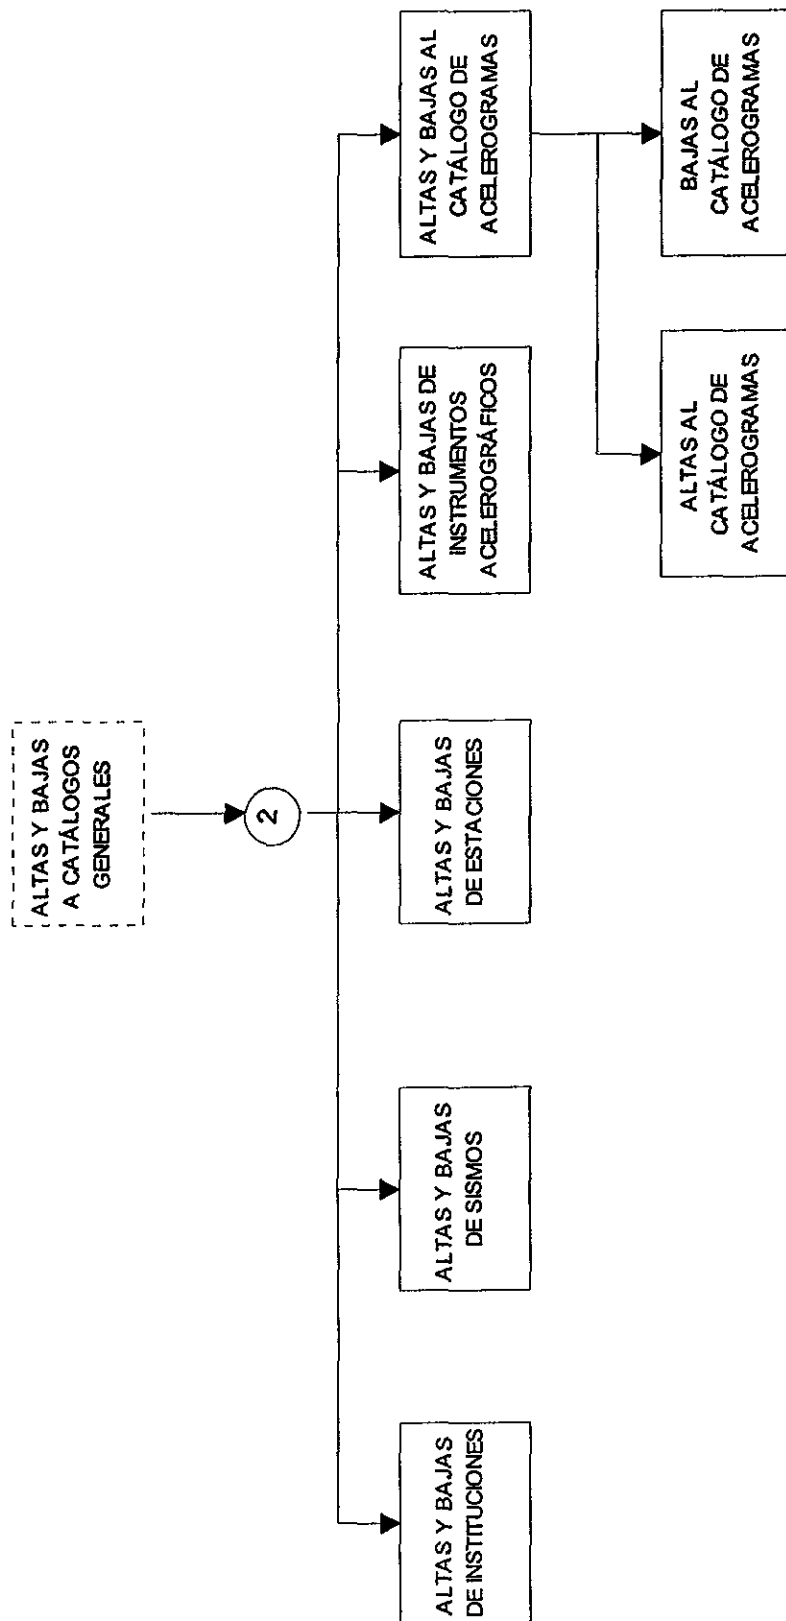 ALTAS Y BAJAS
A CATÁLOGOS
GENERALES
2
ALTAS Y BAJAS
DE INSTITUCIONES
ALTAS Y BAJAS
DE SISMOS
ALTAS Y BAJAS
DE ESTACIONES
ALTAS Y BAJAS DE
INSTRUMENTOS
ACELEROGRÁFICOS
ALTAS Y BAJAS AL
CATÁLOGO DE
ACELEROGRAMAS
ALTAS AL
CATÁLOGO DE
ACELEROGRAMAS
BAJAS AL
CATÁLOGO DE
ACELEROGRAMAS